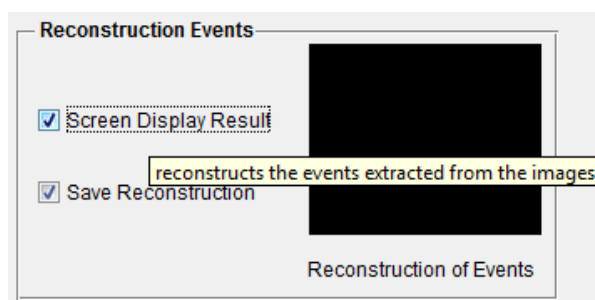 Reconstruction Events
Screen Display Result
reconstructs the events extracted from the images
Save Reconstruction
Reconstruction of Events